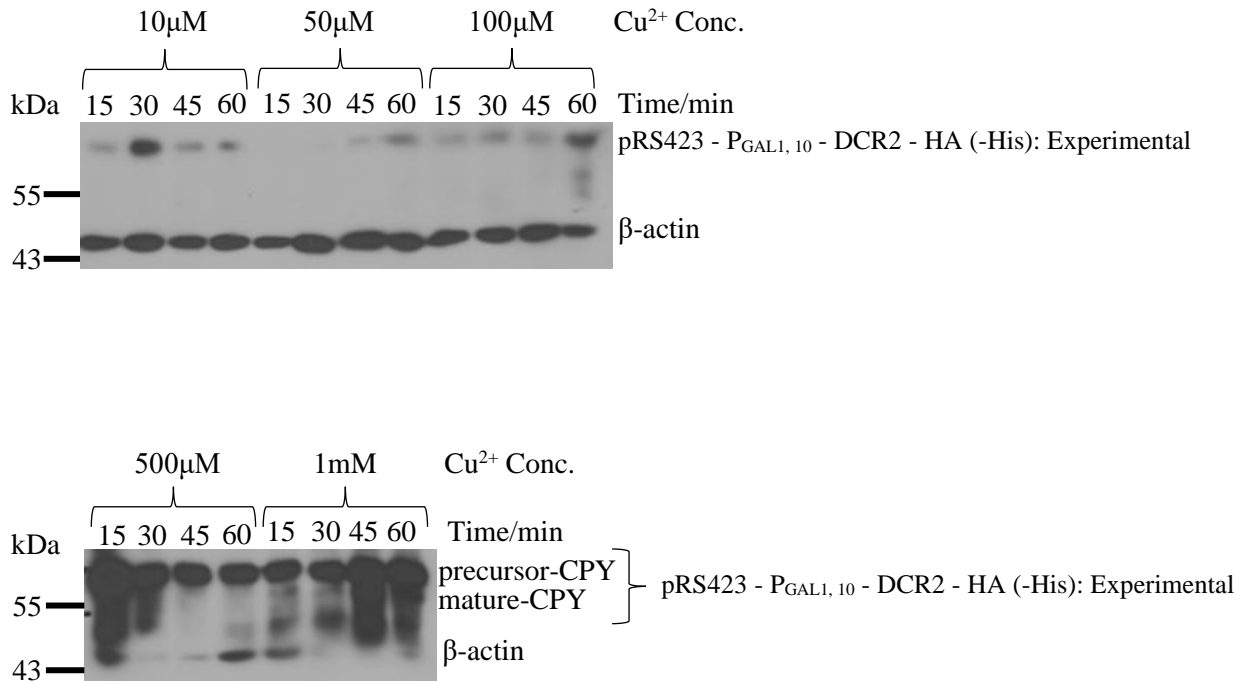 10μM 50μM 100μM Cu²⁺ Conc.
kDa 15 30 45 60 15 30 45 60 15 30 45 60 Time/min
pRS423 - P_GAL1, 10 - DCR2 - HA (-His): Experimental
55
β-actin
43
500μM 1mM Cu²⁺ Conc.
kDa 15 30 45 60 15 30 45 60 Time/min
precursor-CPY
pRS423 - P_GAL1, 10 - DCR2 - HA (-His): Experimental
55 mature-CPY
β-actin
43